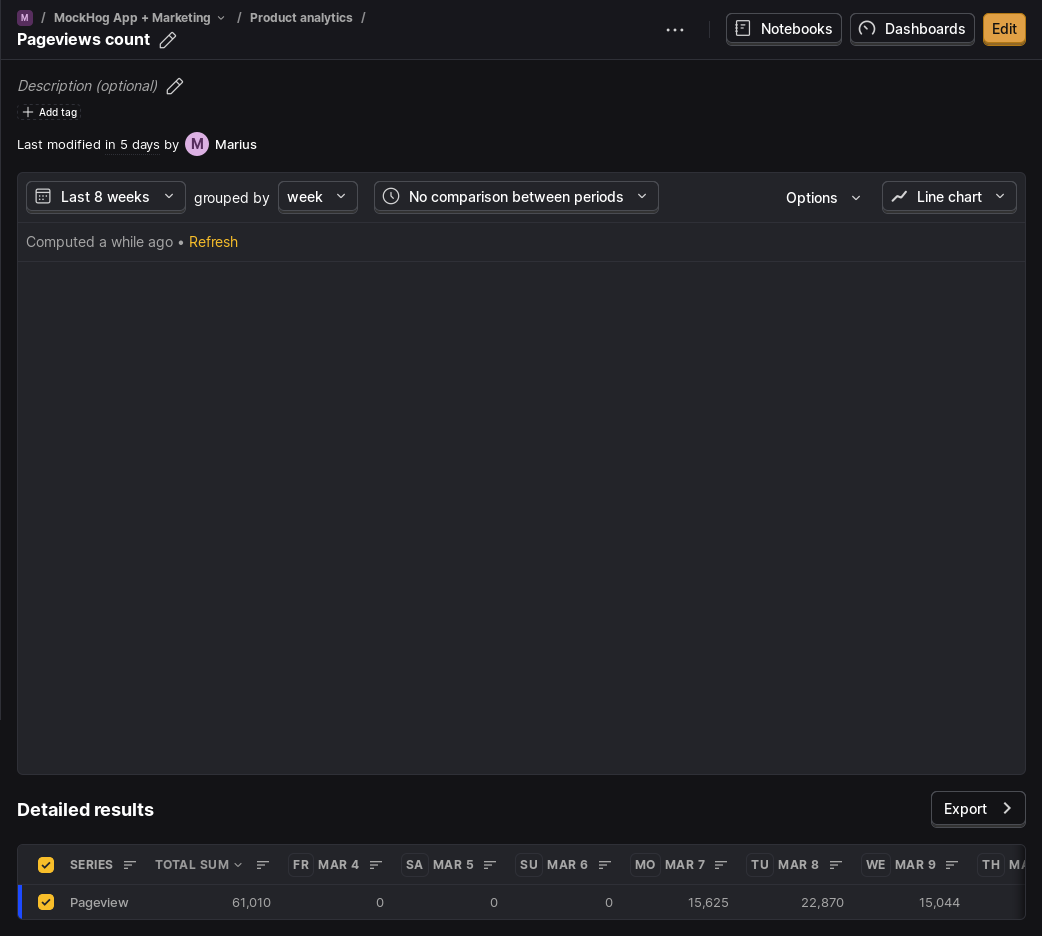 M / MockHog App + Marketing / Product analytics /
Pageviews count
Notebooks
Dashboards
Edit
Description (optional)
+ Add tag
Last modified in 5 days by M Marius
Last 8 weeks grouped by week No comparison between periods Options Line chart
Computed a while ago • Refresh
Detailed results
Export
SERIES TOTAL SUM FR MAR 4 SA MAR 5 SU MAR 6 MO MAR 7 TU MAR 8 WE MAR 9 TH
Pageview 61,010 0 0 0 15,625 22,870 15,044